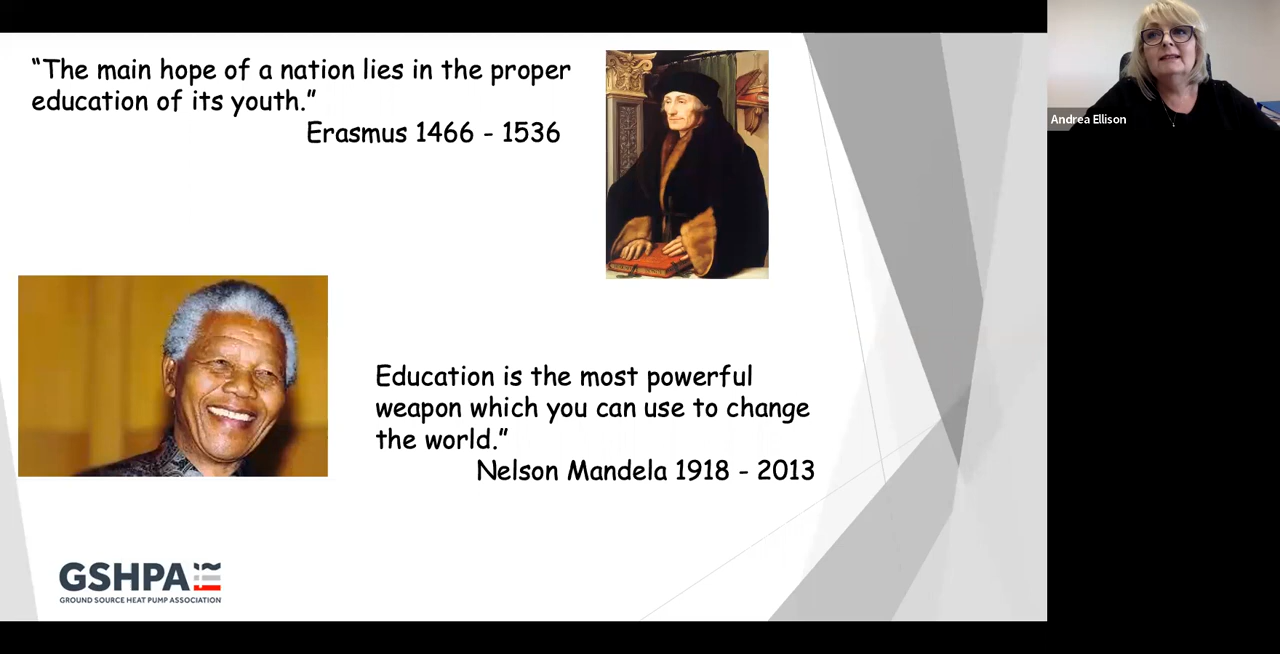 “The main hope of a nation lies in the proper
education of its youth.”
Erasmus 1466 - 1536
Education is the most powerful
weapon which you can use to change
the world.”
Nelson Mandela 1918 - 2013
GSHPA
GROUND SOURCE HEAT PUMP ASSOCIATION
Andrea Ellison